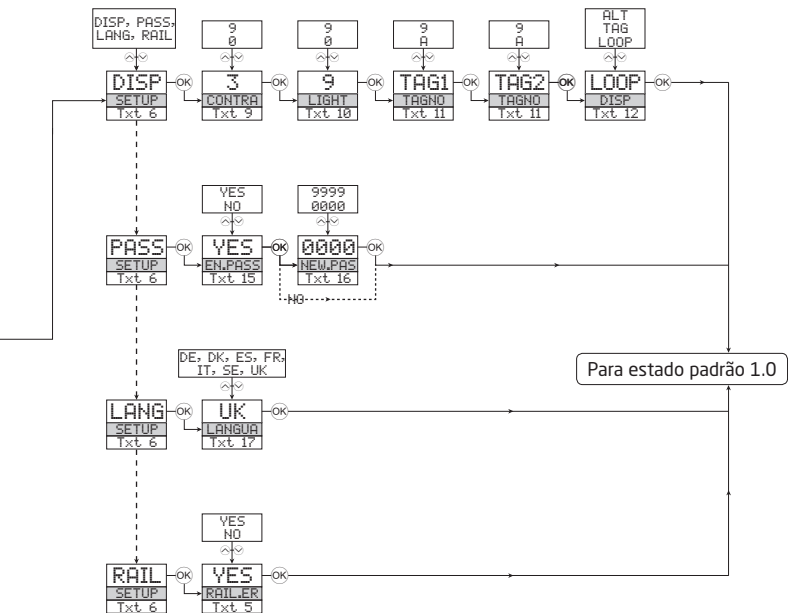 DISP, PASS,
LANG, RAIL
DISP
SETUP
Txt 6
OK
9
0
3
CONTRA
Txt 9
OK
9
0
9
LIGHT
Txt 10
OK
9
A
TAG1
TAGNO
Txt 11
OK
9
A
TAG2
TAGNO
Txt 11
OK
ALT
TAG
LOOP
LOOP
DISP
Txt 12
OK
PASS
SETUP
Txt 6
OK
YES
NO
YES
EN.PASS
Txt 15
OK
NO
9999
0000
0000
NEW.PAS
Txt 16
OK
Para estado padrão 1.0
LANG
SETUP
Txt 6
OK
DE, DK, ES, FR,
IT, SE, UK
UK
LANGUA
Txt 17
OK
RAIL
SETUP
Txt 6
OK
YES
NO
YES
RAIL.ER
Txt 5
OK